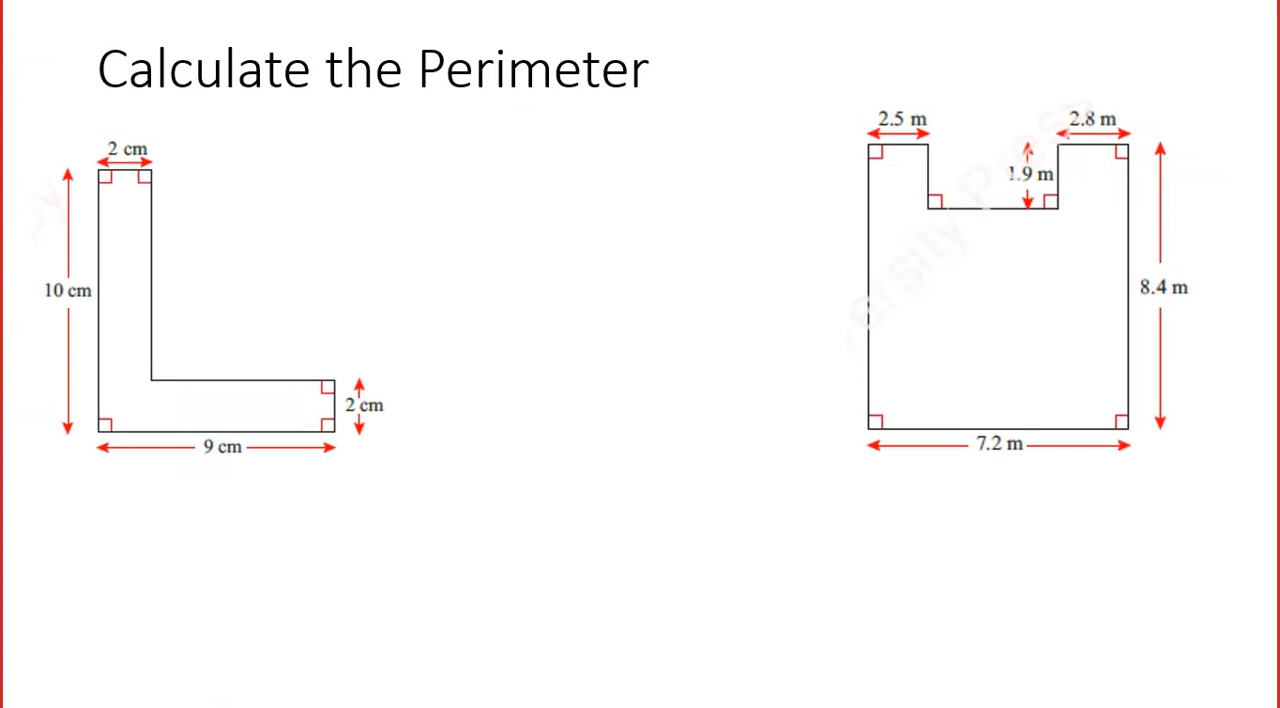 Calculate the Perimeter
2 cm
10 cm
2 cm
9 cm
2.5 m
2.8 m
1.9 m
8.4 m
7.2 m